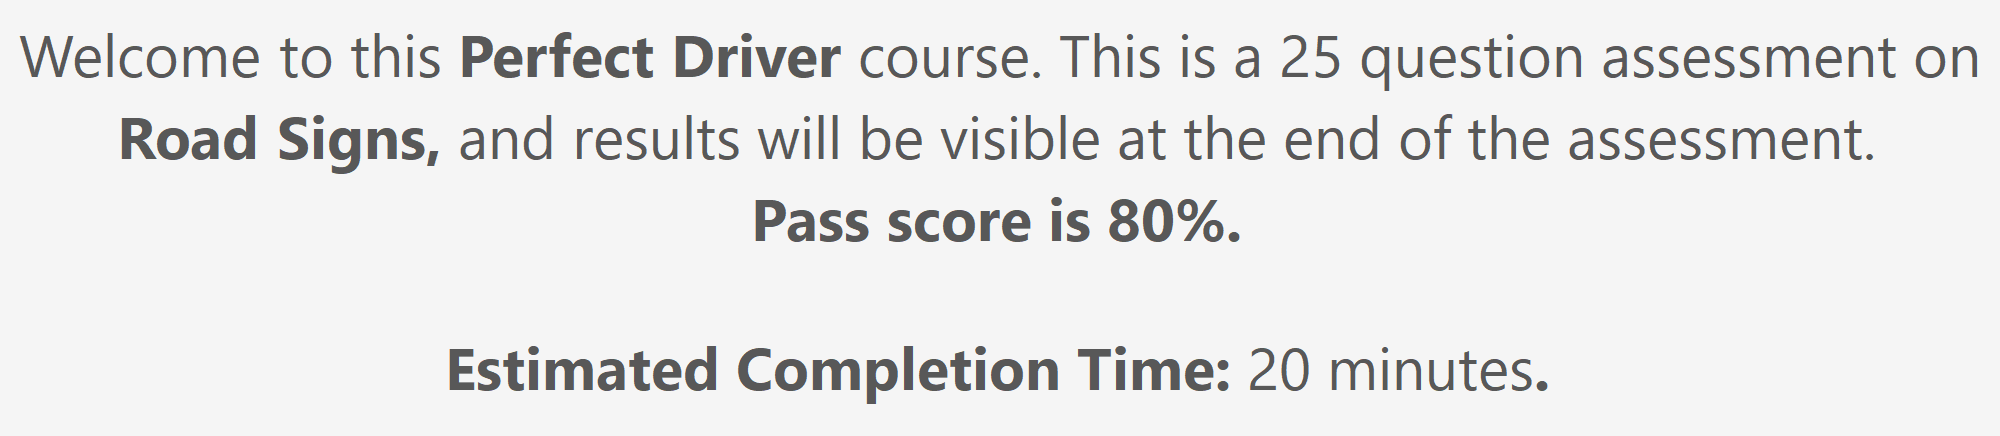 Welcome to this Perfect Driver course. This is a 25 question assessment on
Road Signs, and results will be visible at the end of the assessment.
Pass score is 80%.
Estimated Completion Time: 20 minutes.